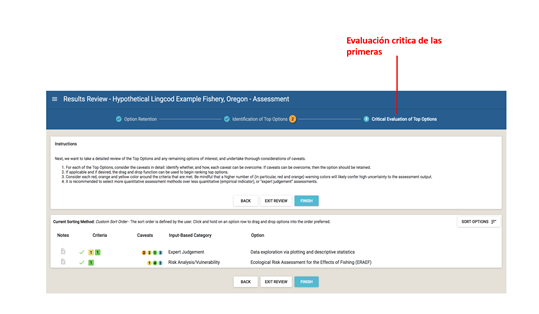 Evaluación critica de las
primeras
Results Review - Hypothetical Lingcod Example Fishery, Oregon - Assessment
Option Retention
Identification of Top Options 2
Critical Evaluation of Top Options
Instructions
Next, we want to take a detailed review of the Top Options and any remaining options of interest, and undertake thorough considerations of caveats.
1. For each of the Top Options, consider the caveats in detail: identify whether, and how, each caveat can be overcome. If caveats can be overcome, then the option should be retained.
2. If applicable and if desired, the drag and drop function can be used to begin ranking top options.
3. Consider each red, orange and yellow color around the criteria that are met. Be mindful that a higher number of (in particular, red and orange) warning colors will likely confer high uncertainty to the assessment output.
4. It is recommended to select more quantitative assessment methods over less quantitative (empirical indicator), or "expert judgement" assessments.
BACK EXIT REVIEW FINISH
Current Sorting Method: Custom Sort Order - The sort order is defined by the user. Click and hold on an option row to drag and drop options into the order preferred.
SORT OPTIONS
Notes Criteria Caveats Input-Based Category Option
Expert Judgement Data exploration via plotting and descriptive statistics
Risk Analysis/Vulnerability Ecological Risk Assessment for the Effects of Fishing (ERAEF)
BACK EXIT REVIEW FINISH